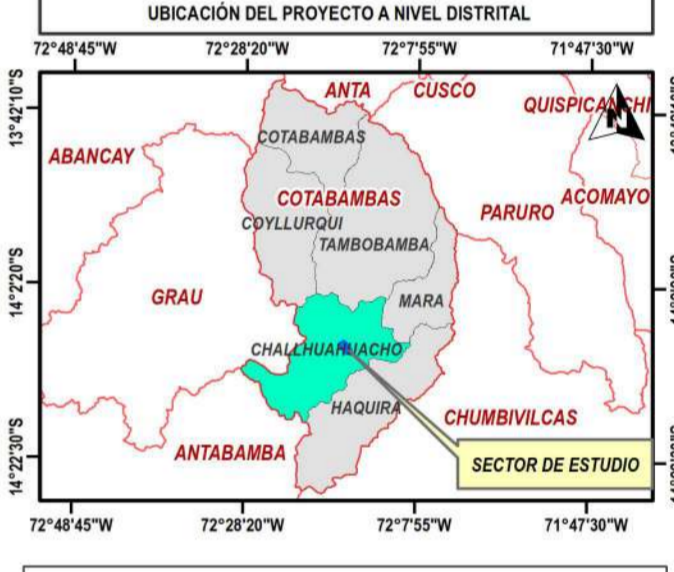 UBICACIÓN DEL PROYECTO A NIVEL DISTRITAL
72°48'45"W 72°28'20"W 72°7'55"W 71°47'30"W
13°42'10"S
14°2'20"S
14°22'30"S
ANTA
CUSCO
QUISPICANCHI
N
COTABAMBAS
ABANCAY
COTABAMBAS
ACOMAYO
PARURO
COYLLURQUI
TAMBOBAMBA
GRAU
MARA
CHALLHUAHUACHO
HAQUIRA
CHUMBIVILCAS
ANTABAMBA
SECTOR DE ESTUDIO
72°48'45"W 72°28'20"W 72°7'55"W 71°47'30"W